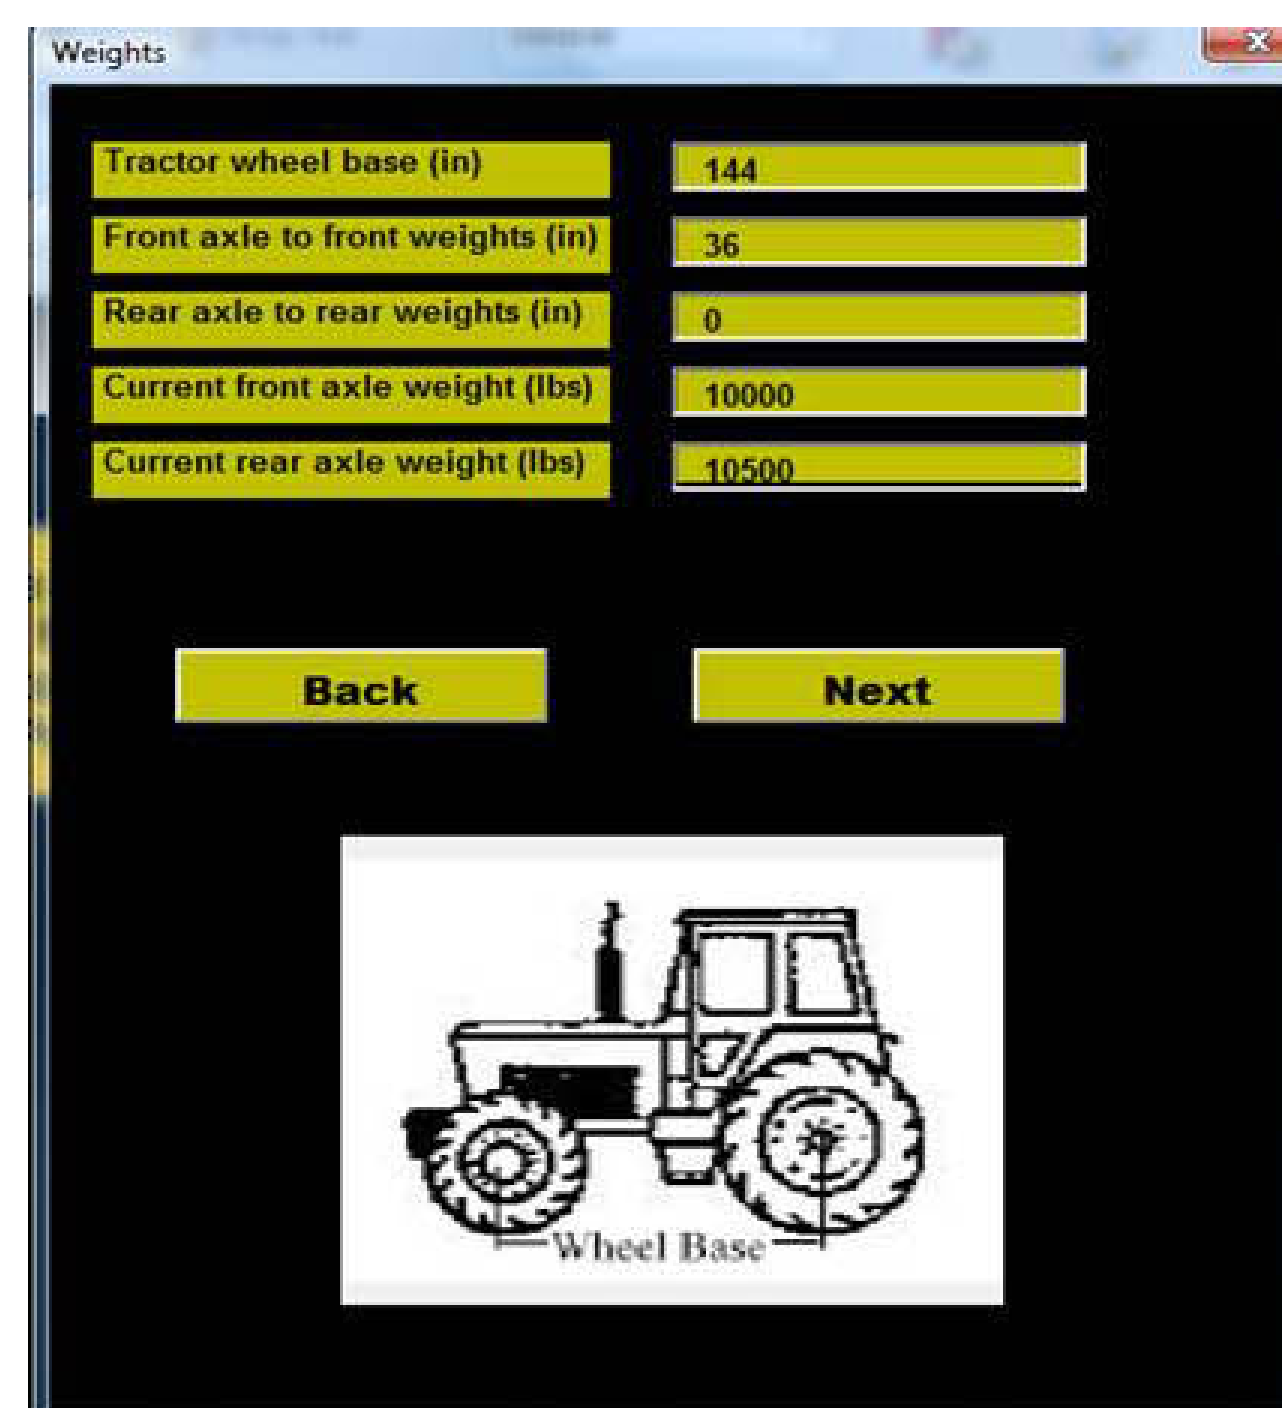 Weights
Tractor wheel base (in) 144
Front axle to front weights (in) 36
Rear axle to rear weights (in) 0
Current front axle weight (lbs) 10000
Current rear axle weight (lbs) 10500
Back Next
Wheel Base